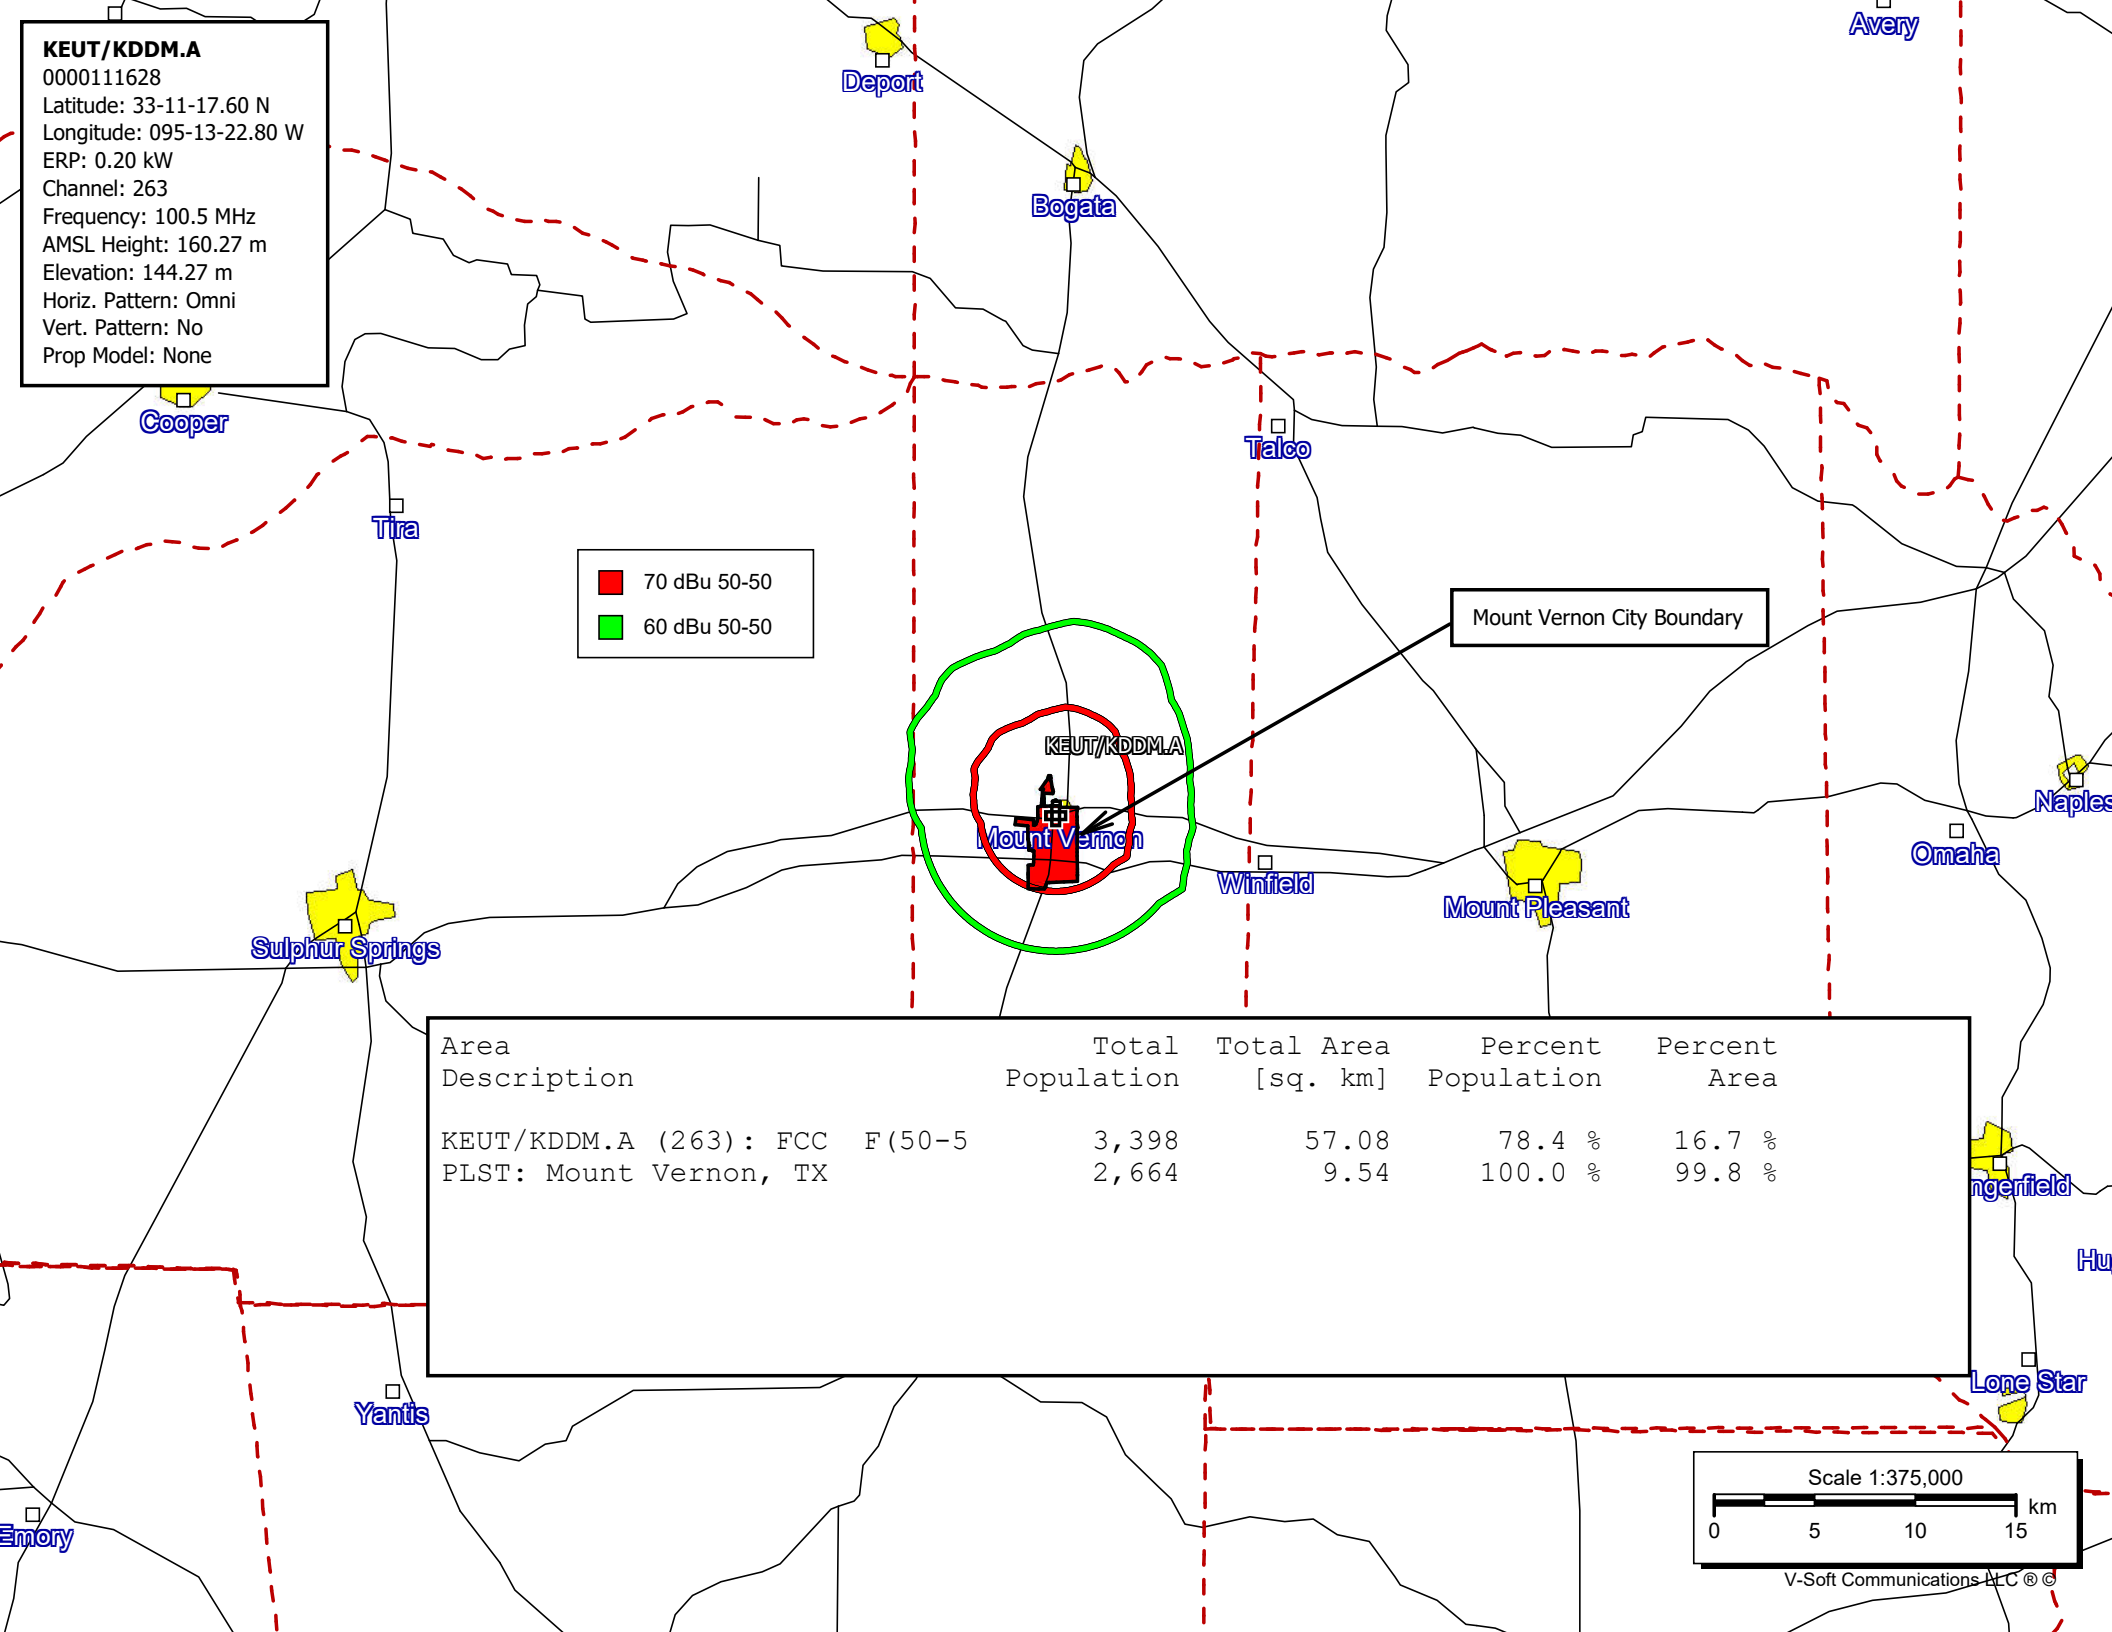 KEUT/KDDM.A
0000111628
Latitude: 33-11-17.60 N
Longitude: 095-13-22.80 W
ERP: 0.20 kW
Channel: 263
Frequency: 100.5 MHz
AMSL Height: 160.27 m
Elevation: 144.27 m
Horiz. Pattern: Omni
Vert. Pattern: No
Prop Model: None
Avery
Deport
Bogata
Cooper
Talco
Tira
70 dBu 50-50
60 dBu 50-50
Mount Vernon City Boundary
KEUT/KDDM.A
Naples
Mount Vernon
Omaha
Winfield
Mount Pleasant
Sulphur Springs
Area Total Total Area Percent Percent
Description Population [sq. km] Population Area
KEUT/KDDM.A (263): FCC F(50-5 3,398 57.08 78.4 % 16.7 %
PLST: Mount Vernon, TX 2,664 9.54 100.0 % 99.8 %
ngerfield
Hu
Lone Star
Yantis
Emory
Scale 1:375,000
km
0 5 10 15
V-Soft Communications LLC ® ©